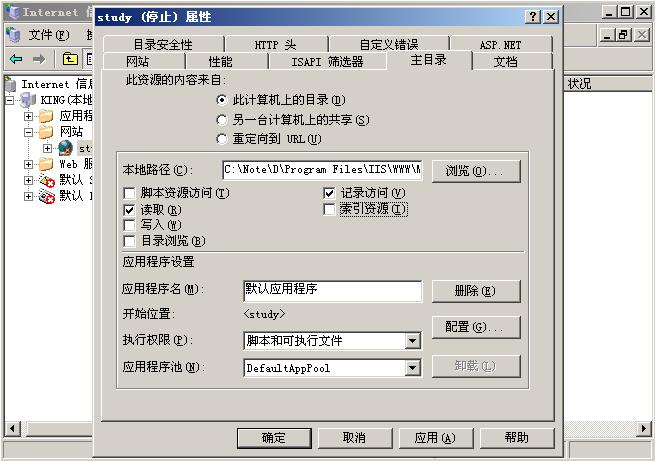 Internet 信息
study (停止) 属性
文件(F)
目录安全性 HTTP 头 自定义错误 ASP.NET
网站 性能 ISAPI 筛选器 主目录 文档
此资源的内容来自:
此计算机上的目录(D)
另一台计算机上的共享(S)
重定向到 URL(U)
本地路径(C): C:\Note\D\Program Files\IIS\WWW\M 浏览(O)...
脚本资源访问(T) 记录访问(V)
读取(R) 索引资源(I)
写入(W)
目录浏览(B)
应用程序设置
应用程序名(M): 默认应用程序 删除(E)
开始位置: <study>
配置(G)...
执行权限(P): 脚本和可执行文件
应用程序池(N): DefaultAppPool 卸载(L)
确定 取消 应用(A) 帮助
Internet 信息
KING(本地
应用程
网站
st
Web 服
默认 S
默认
状况